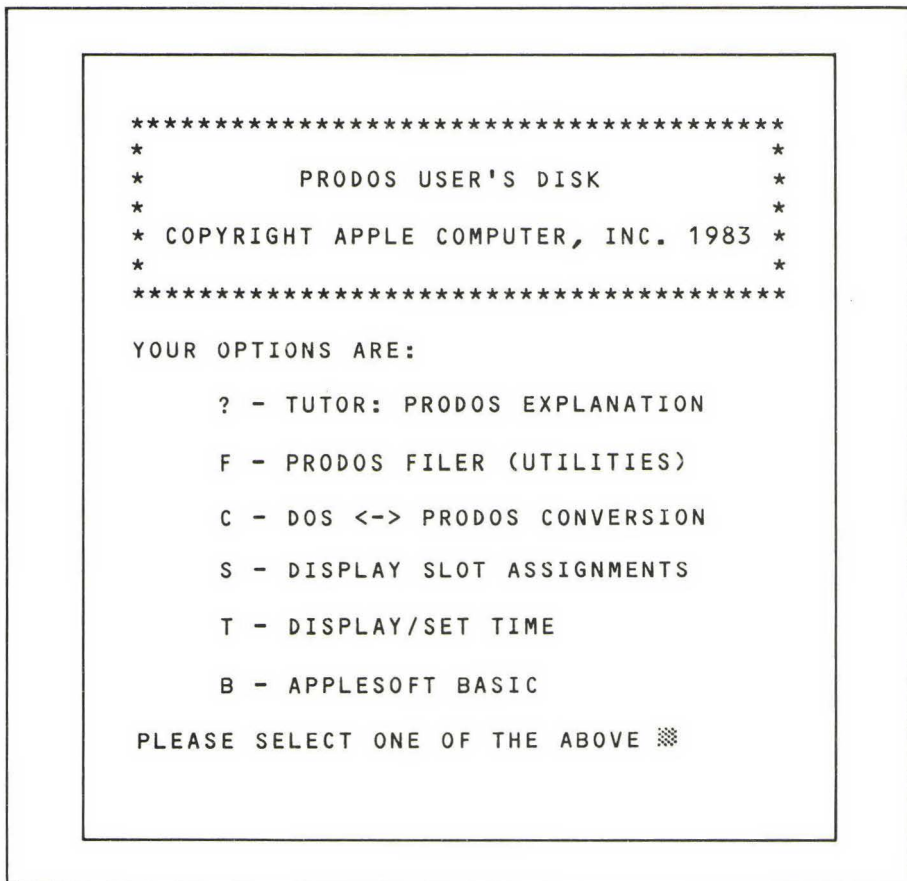 ***************************************
* *
* PRODOS USER'S DISK *
* *
* COPYRIGHT APPLE COMPUTER, INC. 1983 *
* *
***************************************
YOUR OPTIONS ARE:
? - TUTOR: PRODOS EXPLANATION
F - PRODOS FILER (UTILITIES)
C - DOS <-> PRODOS CONVERSION
S - DISPLAY SLOT ASSIGNMENTS
T - DISPLAY/SET TIME
B - APPLESOFT BASIC
PLEASE SELECT ONE OF THE ABOVE